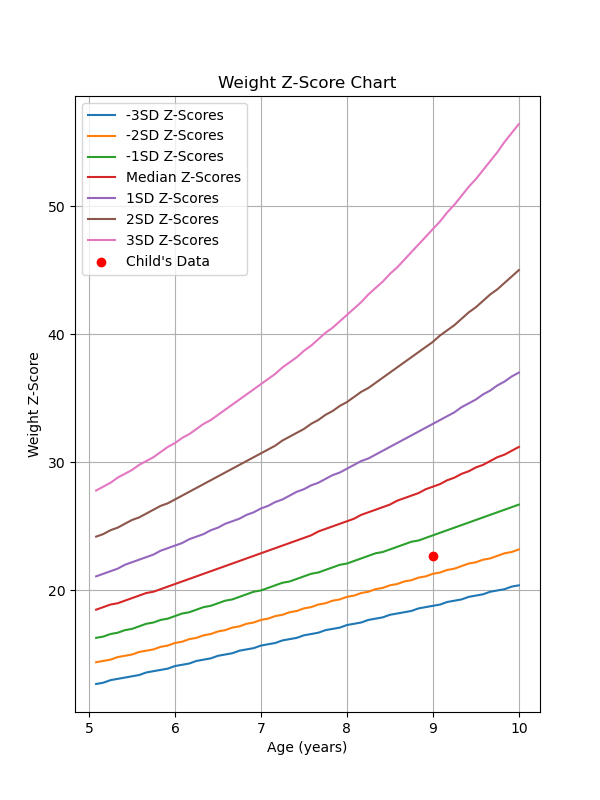 Weight Z-Score Chart
-3SD Z-Scores
-2SD Z-Scores
-1SD Z-Scores
Median Z-Scores
1SD Z-Scores
2SD Z-Scores
3SD Z-Scores
Child's Data
Weight Z-Score
50
40
30
20
5 6 7 8 9 10
Age (years)